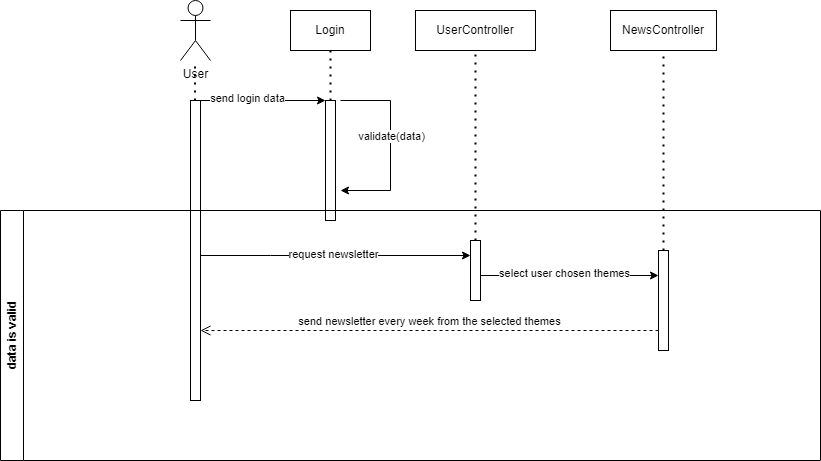 Login
UserController
NewsController
User
send login data
validate(data)
request newsletter
select user chosen themes
data is valid
send newsletter every week from the selected themes